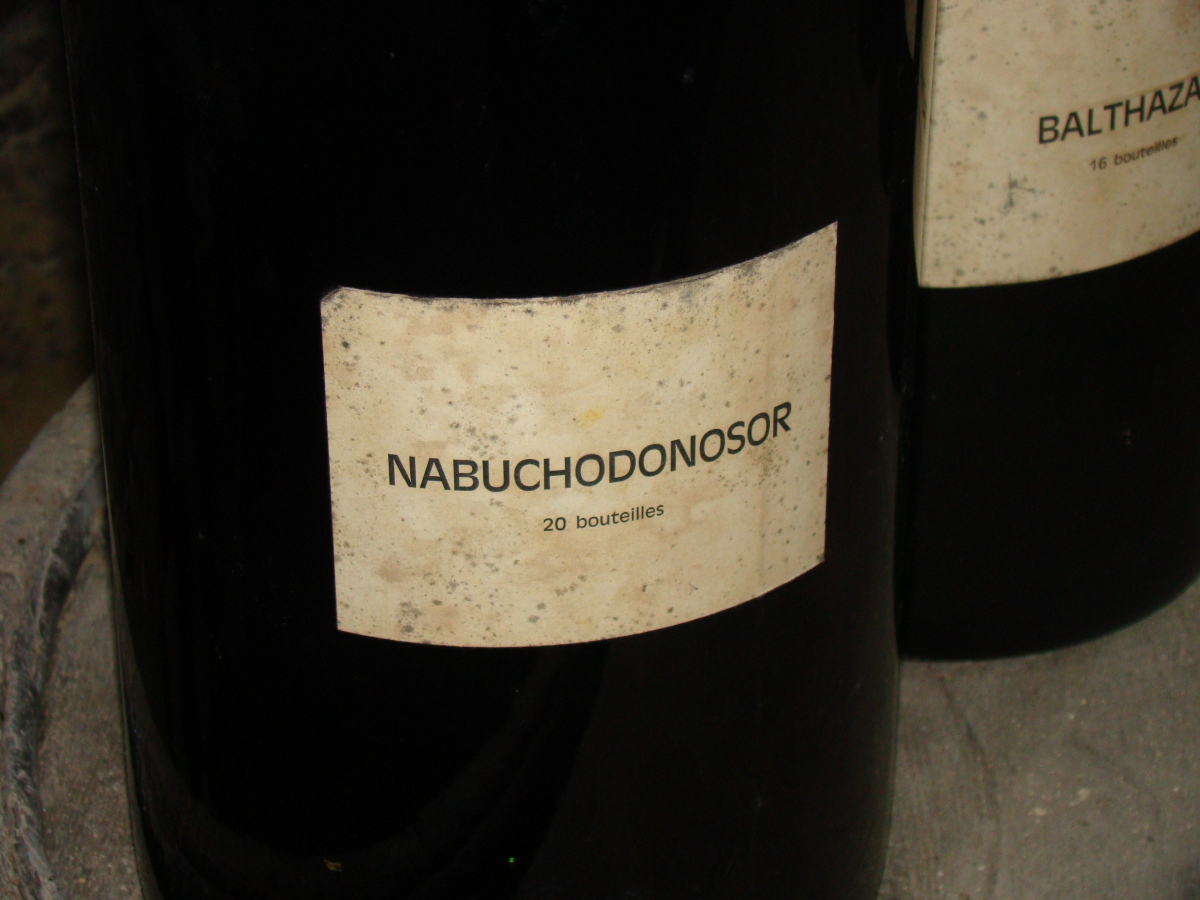 NABUCHODONOSOR
20 bouteilles
BALTHAZA
16 bouteilles